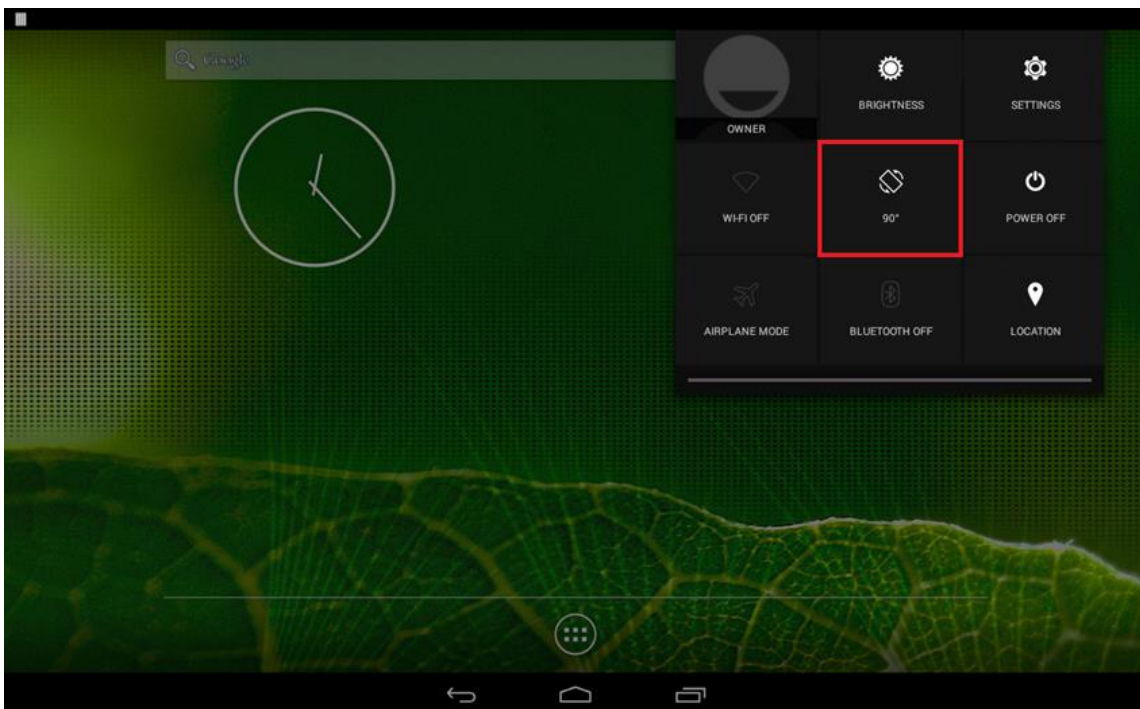 Google
BRIGHTNESS
SETTINGS
OWNER
WI-FI OFF
90°
POWER OFF
AIRPLANE MODE
BLUETOOTH OFF
LOCATION